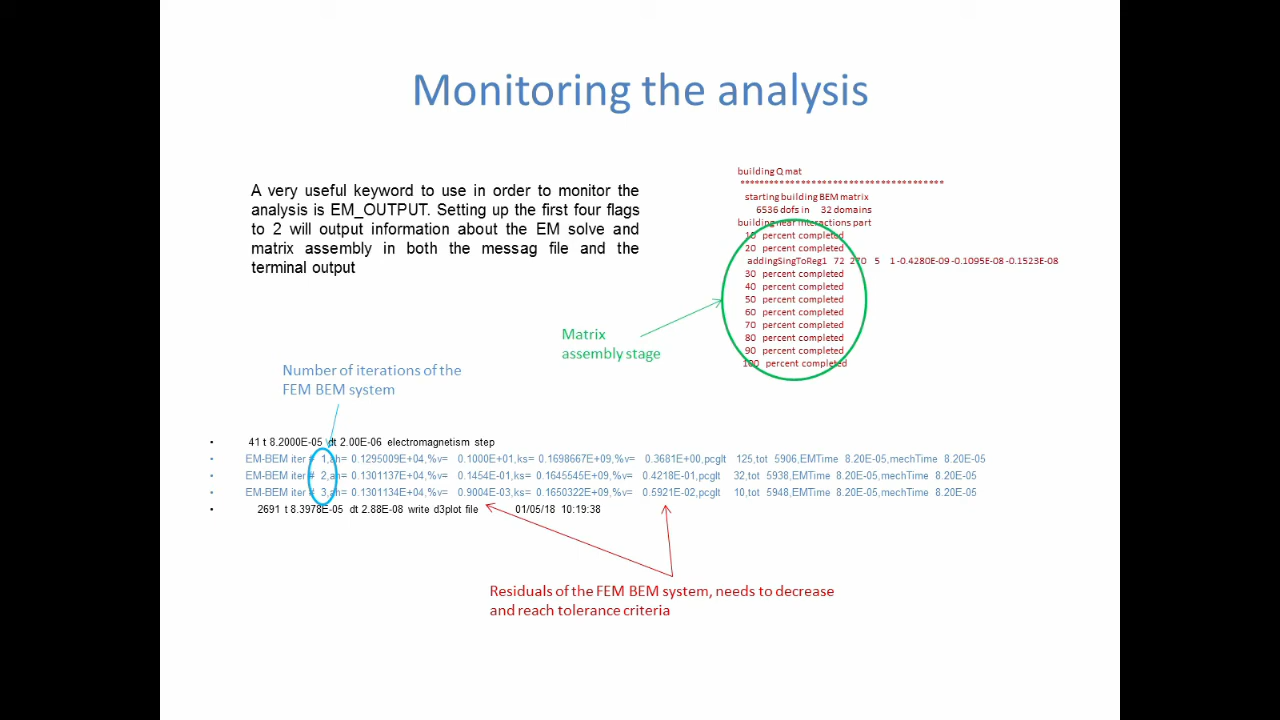 Monitoring the analysis
A very useful keyword to use in order to monitor the
analysis is EM_OUTPUT. Setting up the first four flags
to 2 will output information about the EM solve and
matrix assembly in both the messag file and the
terminal output
building Q mat
******************************************
starting building BEM matrix
6536 dofs in 32 domains
building near interactions part
10 percent completed
20 percent completed
addingSingToReg1 72 270 5 1 -0.4280E-09 -0.1095E-08 -0.1523E-08
30 percent completed
40 percent completed
50 percent completed
60 percent completed
70 percent completed
80 percent completed
90 percent completed
100 percent completed
Matrix
assembly stage
Number of iterations of the
FEM BEM system
• 41 t 8.2000E-05 dt 2.00E-06 electromagnetism step
• EM-BEM iter # 1,ah= 0.1295009E+04,%v= 0.1000E+01,ks= 0.1698667E+09,%v= 0.3681E+00,pcgIt 125,tot 5906,EMTime 8.20E-05,mechTime 8.20E-05
• EM-BEM iter # 2,ah= 0.1301137E+04,%v= 0.1454E-01,ks= 0.1645545E+09,%v= 0.4218E-01,pcgIt 32,tot 5938,EMTime 8.20E-05,mechTime 8.20E-05
• EM-BEM iter # 3,ah= 0.1301134E+04,%v= 0.9004E-03,ks= 0.1650322E+09,%v= 0.5921E-02,pcgIt 10,tot 5948,EMTime 8.20E-05,mechTime 8.20E-05
• 2691 t 8.3978E-05 dt 2.88E-08 write d3plot file 01/05/18 10:19:38
Residuals of the FEM BEM system, needs to decrease
and reach tolerance criteria